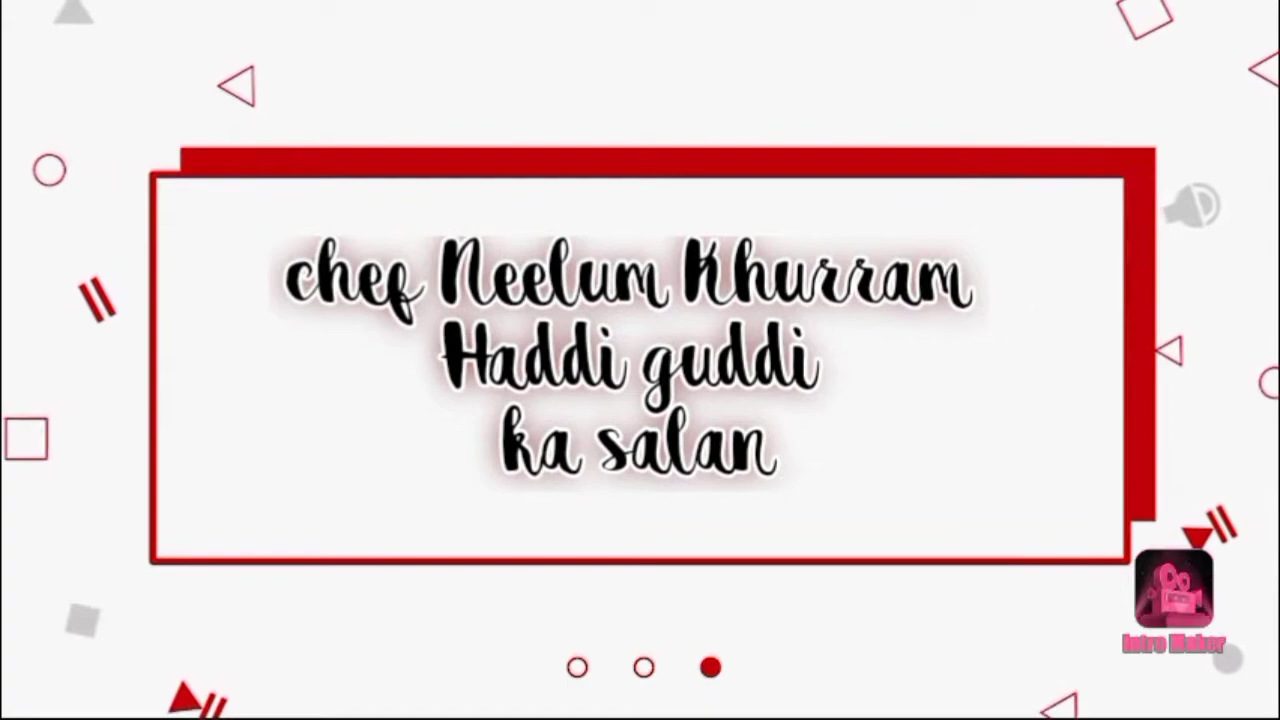 chef Neelum Khurram
Haddi guddi
ka salan
Intro Maker